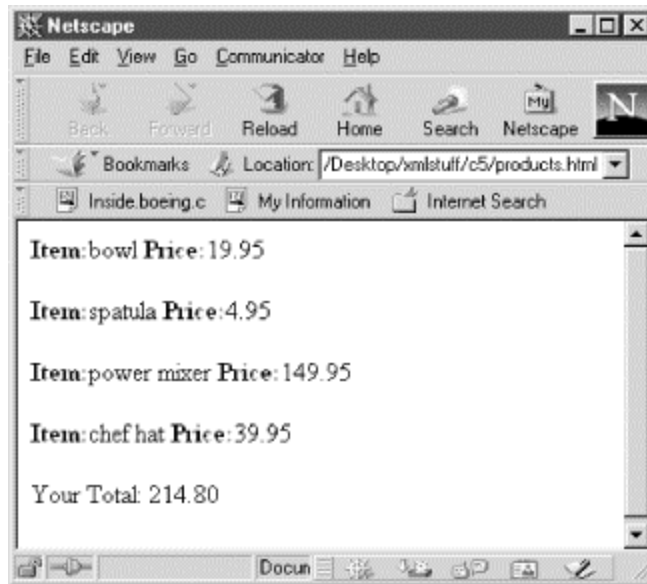 Netscape
File Edit View Go Communicator Help
Back Forward Reload Home Search Netscape
My
N
Bookmarks Location: /Desktop/xmlstuff/c5/products.html
Inside.boeing.c My Information Internet Search
Item:bowl Price:19.95
Item:spatula Price:4.95
Item:power mixer Price:149.95
Item:chef hat Price:39.95
Your Total: 214.80
Docun